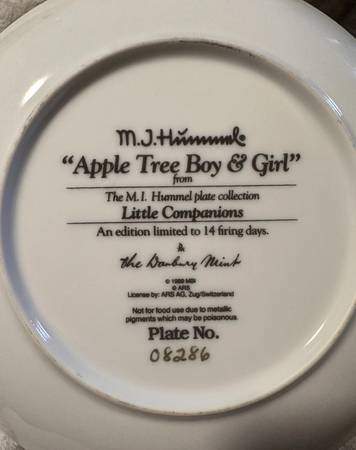 M.J.Hummel
"Apple Tree Boy & Girl"
from
The M.I. Hummel plate collection
Little Companions
An edition limited to 14 firing days.
&
the Danbury Mint
© 1989 MBI
© ARS
License by: ARS AG, Zug/Switzerland
Not for food use due to metallic
pigments which may be poisonous.
Plate No.
08286